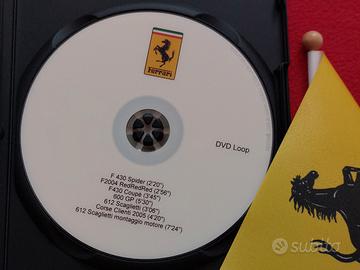 Ferrari
DVD Loop
F 430 Spider (2'20")
F2004 RedRedRed (2'56")
F430 Coupè (3'45")
600 GP (5'30")
612 Scaglietti (3'06")
Corse Clienti 2005 (4'20")
612 Scaglietti montaggio motore (7'24")
subito